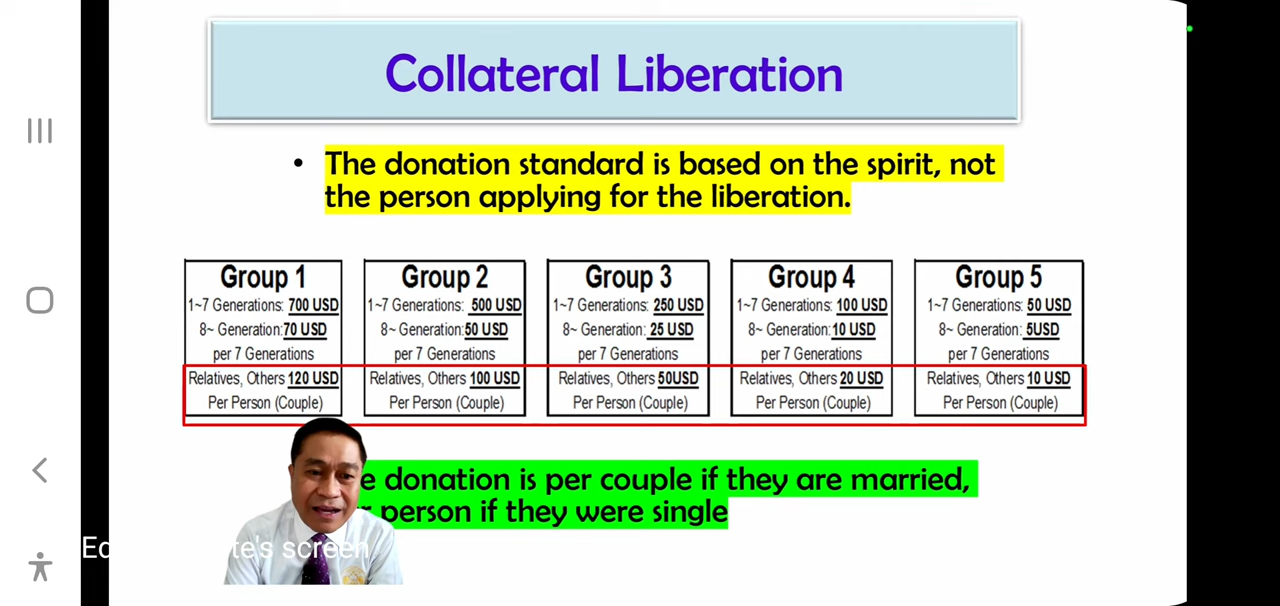 Collateral Liberation
• The donation standard is based on the spirit, not
the person applying for the liberation.
Group 1
1~7 Generations: 700 USD
8~ Generation:70 USD
per 7 Generations
Relatives, Others 120 USD
Per Person (Couple)
Group 2
1~7 Generations: 500 USD
8~ Generation:50 USD
per 7 Generations
Relatives, Others 100 USD
Per Person (Couple)
Group 3
1~7 Generations: 250 USD
8~ Generation: 25 USD
per 7 Generations
Relatives, Others 50USD
Per Person (Couple)
Group 4
1~7 Generations: 100 USD
8~ Generation:10 USD
per 7 Generations
Relatives, Others 20 USD
Per Person (Couple)
Group 5
1~7 Generations: 50 USD
8~ Generation: 5USD
per 7 Generations
Relatives, Others 10 USD
Per Person (Couple)
donation is per couple if they are married,
person if they were single
screen